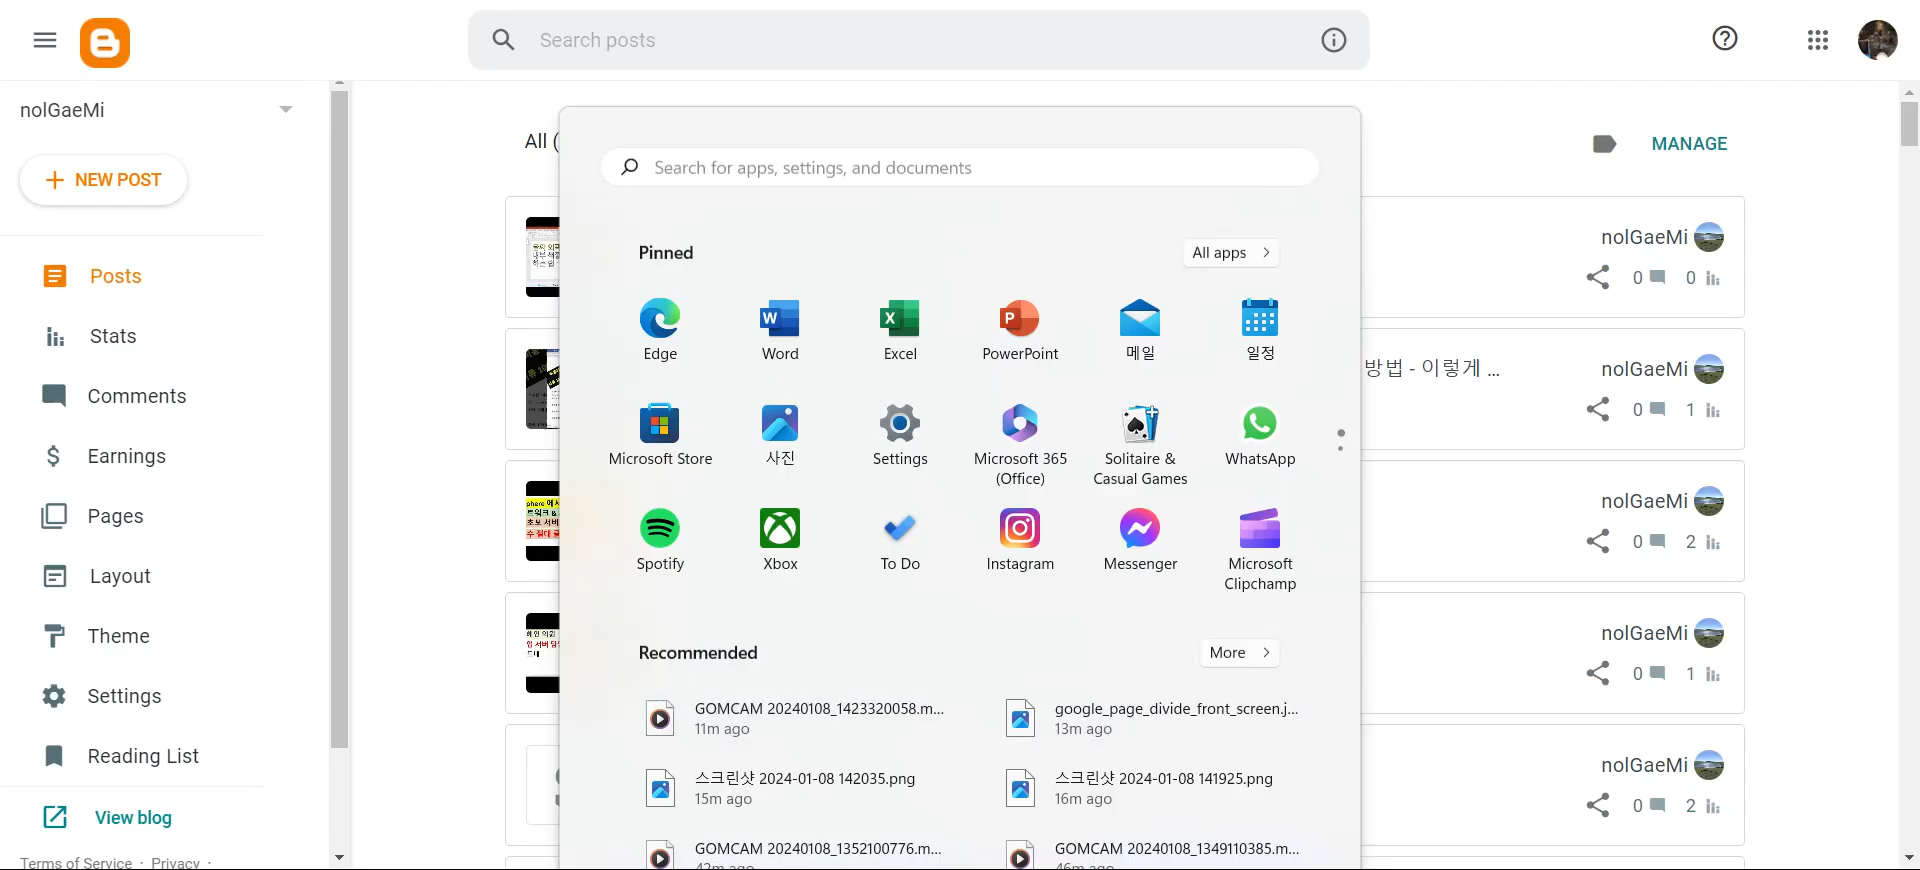 Search posts
nolGaeMi
NEW POST
Posts
Stats
Comments
Earnings
Pages
Layout
Theme
Settings
Reading List
View blog
Terms of Service · Privacy ·
All (
MANAGE
Search for apps, settings, and documents
Pinned
All apps
Edge
Word
Excel
PowerPoint
메일
일정
Microsoft Store
사진
Settings
Microsoft 365
(Office)
Solitaire &
Casual Games
WhatsApp
Spotify
Xbox
To Do
Instagram
Messenger
Microsoft
Clipchamp
Recommended
More
GOMCAM 20240108_1423320058.m...
11m ago
google_page_divide_front_screen.j...
13m ago
스크린샷 2024-01-08 142035.png
15m ago
스크린샷 2024-01-08 141925.png
16m ago
GOMCAM 20240108_1352100776.m...
42m ago
GOMCAM 20240108_1349110385.m...
46m ago
nolGaeMi
0 0
방법 - 이렇게 ...
nolGaeMi
0 1
nolGaeMi
0 2
nolGaeMi
0 1
nolGaeMi
0 2